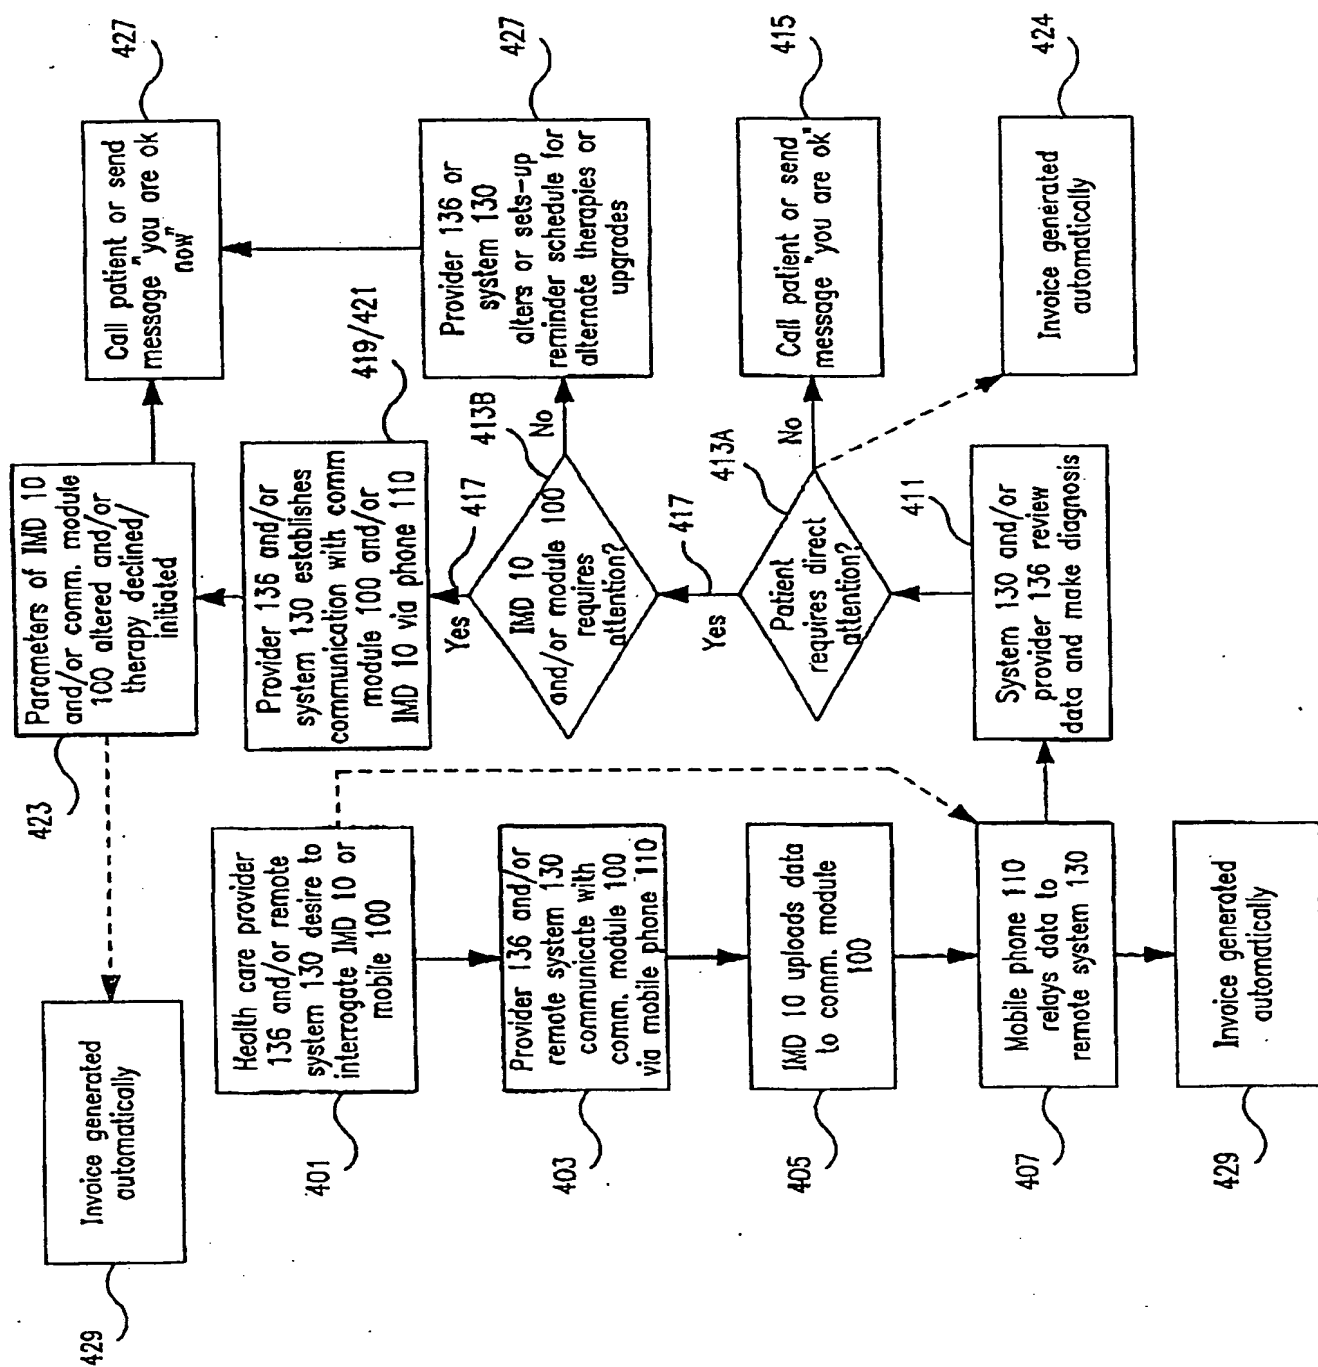 427
Call patient or send
message "you are ok
now"
Parameters of IMD 10
and/or comm. module
100 altered and/or
therapy declined/
initiated
423
Invoice generated
automatically
429
427
Provider 136 or
system 130
alters or sets-up
reminder schedule for
alternate therapies or
upgrades
419/421
Provider 136 and/or
system 130 establishes
communication with comm
module 100 and/or
IMD 10 via phone 110
417
Yes
413B
No
IMD 10
and/or module 100
requires
attention?
Health care provider
136 and/or remote
system 130 desire to
interrogate IMD 10 or
mobile 100
401
Provider 136 and/or
remote system 130
communicate with
comm. module 100
via mobile phone 110
403
415
Call patient or send
message "you are ok"
413A
No
417
Yes
Patient
requires direct
attention?
IMD 10 uploads data
to comm. module
100
405
424
Invoice generated
automatically
411
System 130 and/or
provider 136 review
data and make diagnosis
Mobile phone 110
relays data to
remote system 130
407
Invoice generated
automatically
429